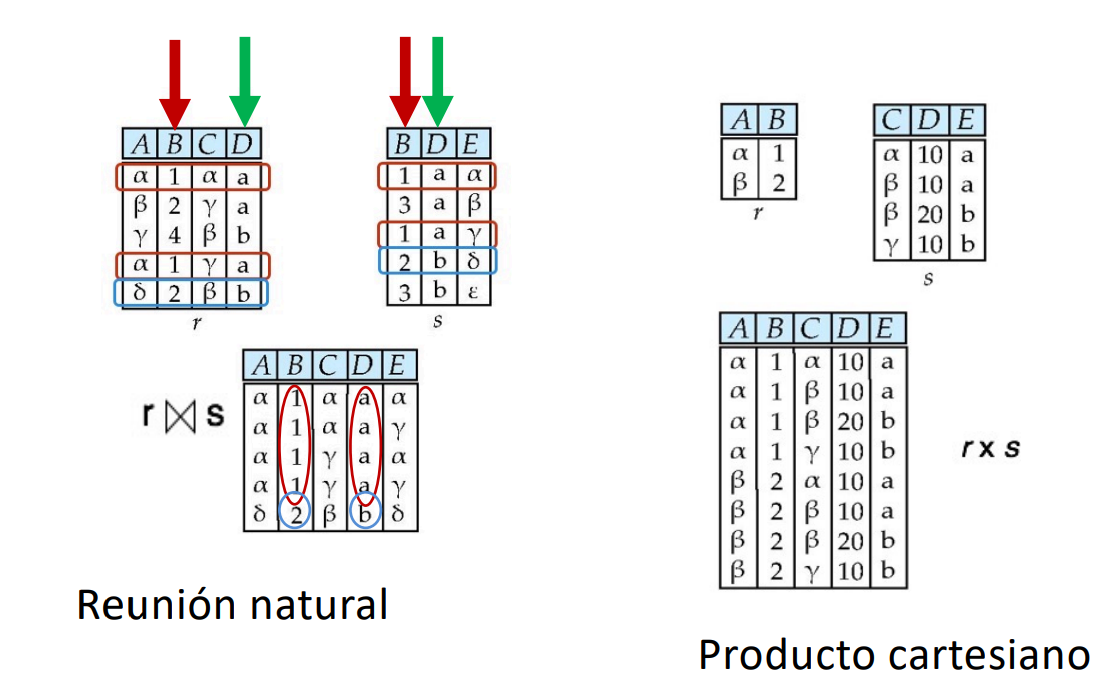 A B C D
α 1 α a
β 2 γ a
γ 4 β b
α 1 γ a
δ 2 β b
r
B D E
1 a α
3 a β
1 a γ
2 b δ
3 b ε
s
r ⋈ s
A B C D E
α 1 α a α
α 1 α a γ
α 1 γ a α
α 1 γ a γ
δ 2 β b δ
Reunión natural
A B
α 1
β 2
r
C D E
α 10 a
β 10 a
β 20 b
γ 10 b
s
A B C D E
α 1 α 10 a
α 1 β 10 a
α 1 β 20 b
α 1 γ 10 b
β 2 α 10 a
β 2 β 10 a
β 2 β 20 b
β 2 γ 10 b
r x s
Producto cartesiano